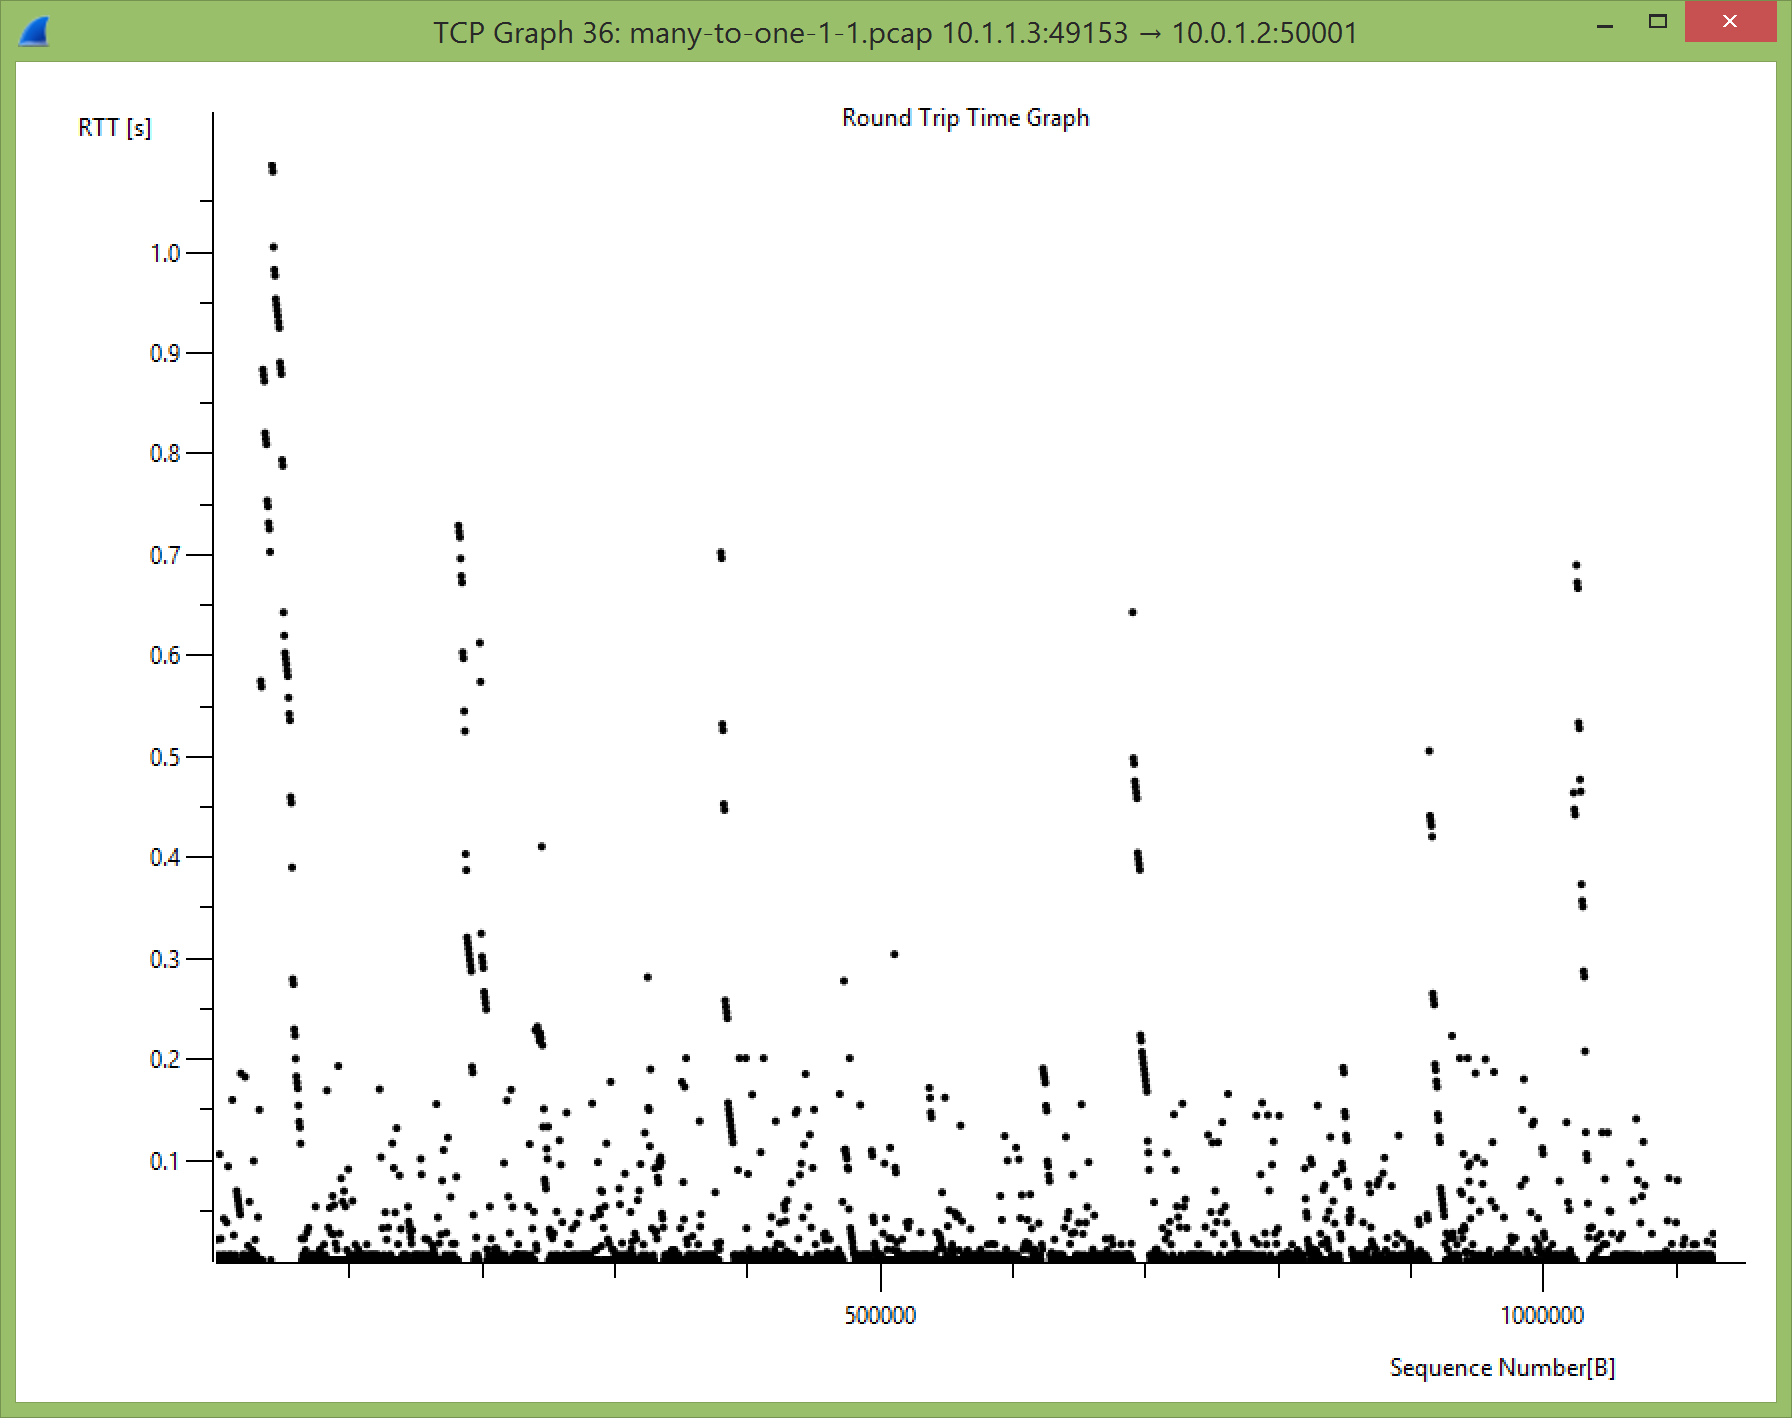 TCP Graph 36: many-to-one-1-1.pcap 10.1.1.3:49153 → 10.0.1.2:50001
Round Trip Time Graph
RTT [s]
1.0
0.9
0.8
0.7
0.6
0.5
0.4
0.3
0.2
0.1
500000 1000000
Sequence Number[B]